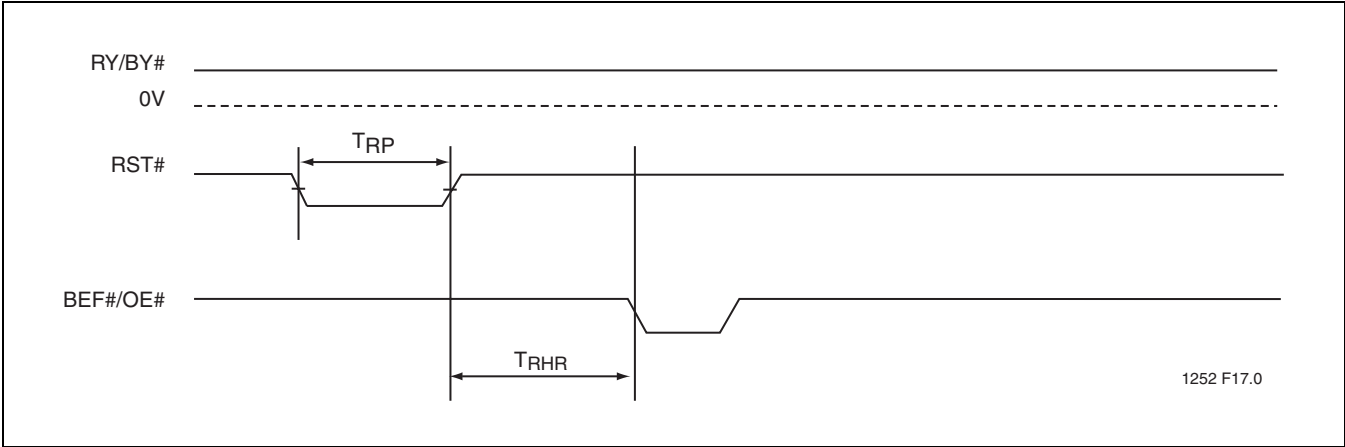 RY/BY#
0V
TRP
RST#
BEF#/OE#
TRHR
1252 F17.0